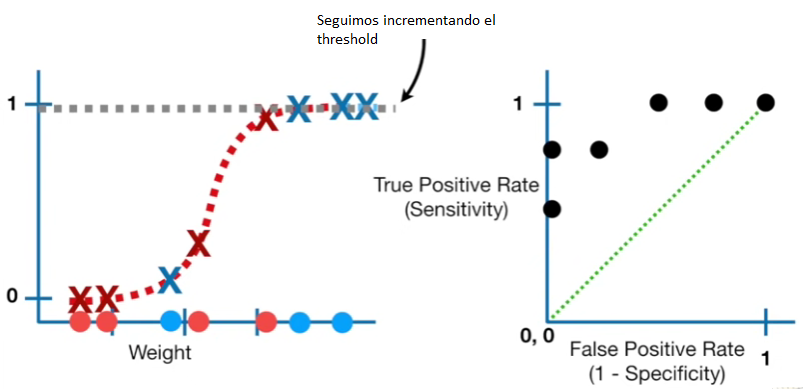 Seguimos incrementando el
threshold
1
0
Weight
1
True Positive Rate
(Sensitivity)
0, 0
False Positive Rate
(1 - Specificity)
1